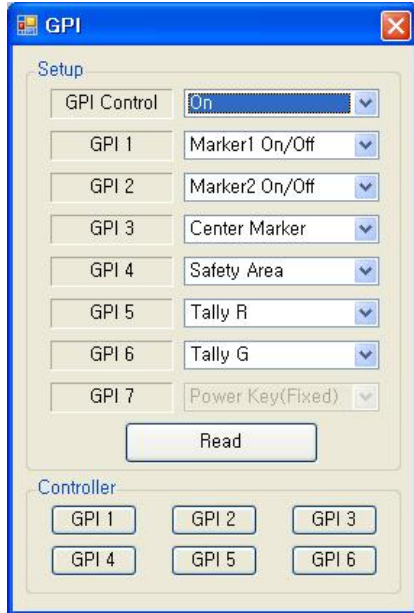 GPI
Setup
GPI Control On
GPI 1 Marker1 On/Off
GPI 2 Marker2 On/Off
GPI 3 Center Marker
GPI 4 Safety Area
GPI 5 Tally R
GPI 6 Tally G
GPI 7 Power Key(Fixed)
Read
Controller
GPI 1 GPI 2 GPI 3
GPI 4 GPI 5 GPI 6